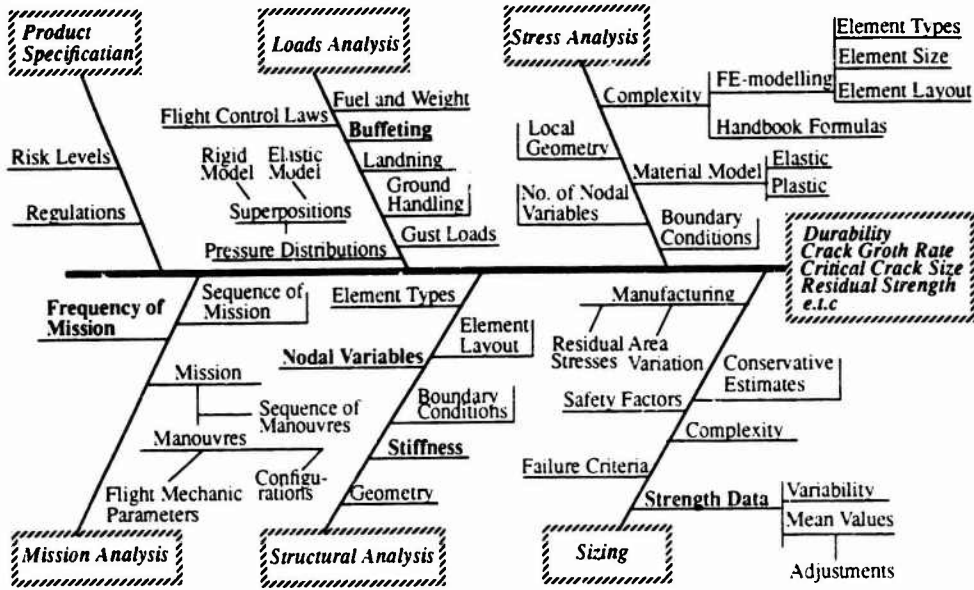 Product
Specification
Loads Analysis
Stress Analysis
Element Types
Element Size
Element Layout
FE-modelling
Complexity
Handbook Formulas
Local
Geometry
Material Model
Elastic
Plastic
No. of Nodal
Variables
Boundary
Conditions
Fuel and Weight
Flight Control Laws
Buffeting
Rigid
Model
Elastic
Model
Landning
Ground
Handling
Superpositions
Gust Loads
Pressure Distributions
Risk Levels
Regulations
Durability
Crack Groth Rate
Critical Crack Size
Residual Strength
e.t.c
Frequency of
Mission
Sequence of
Mission
Mission
Sequence of
Manouvres
Manouvres
Flight Mechanic
Parameters
Configu-
rations
Mission Analysis
Element Types
Element
Layout
Nodal Variables
Boundary
Conditions
Stiffness
Geometry
Structural Analysis
Manufacturing
Residual
Stresses
Area
Variation
Conservative
Estimates
Safety Factors
Complexity
Failure Criteria
Strength Data
Variability
Mean Values
Adjustments
Sizing